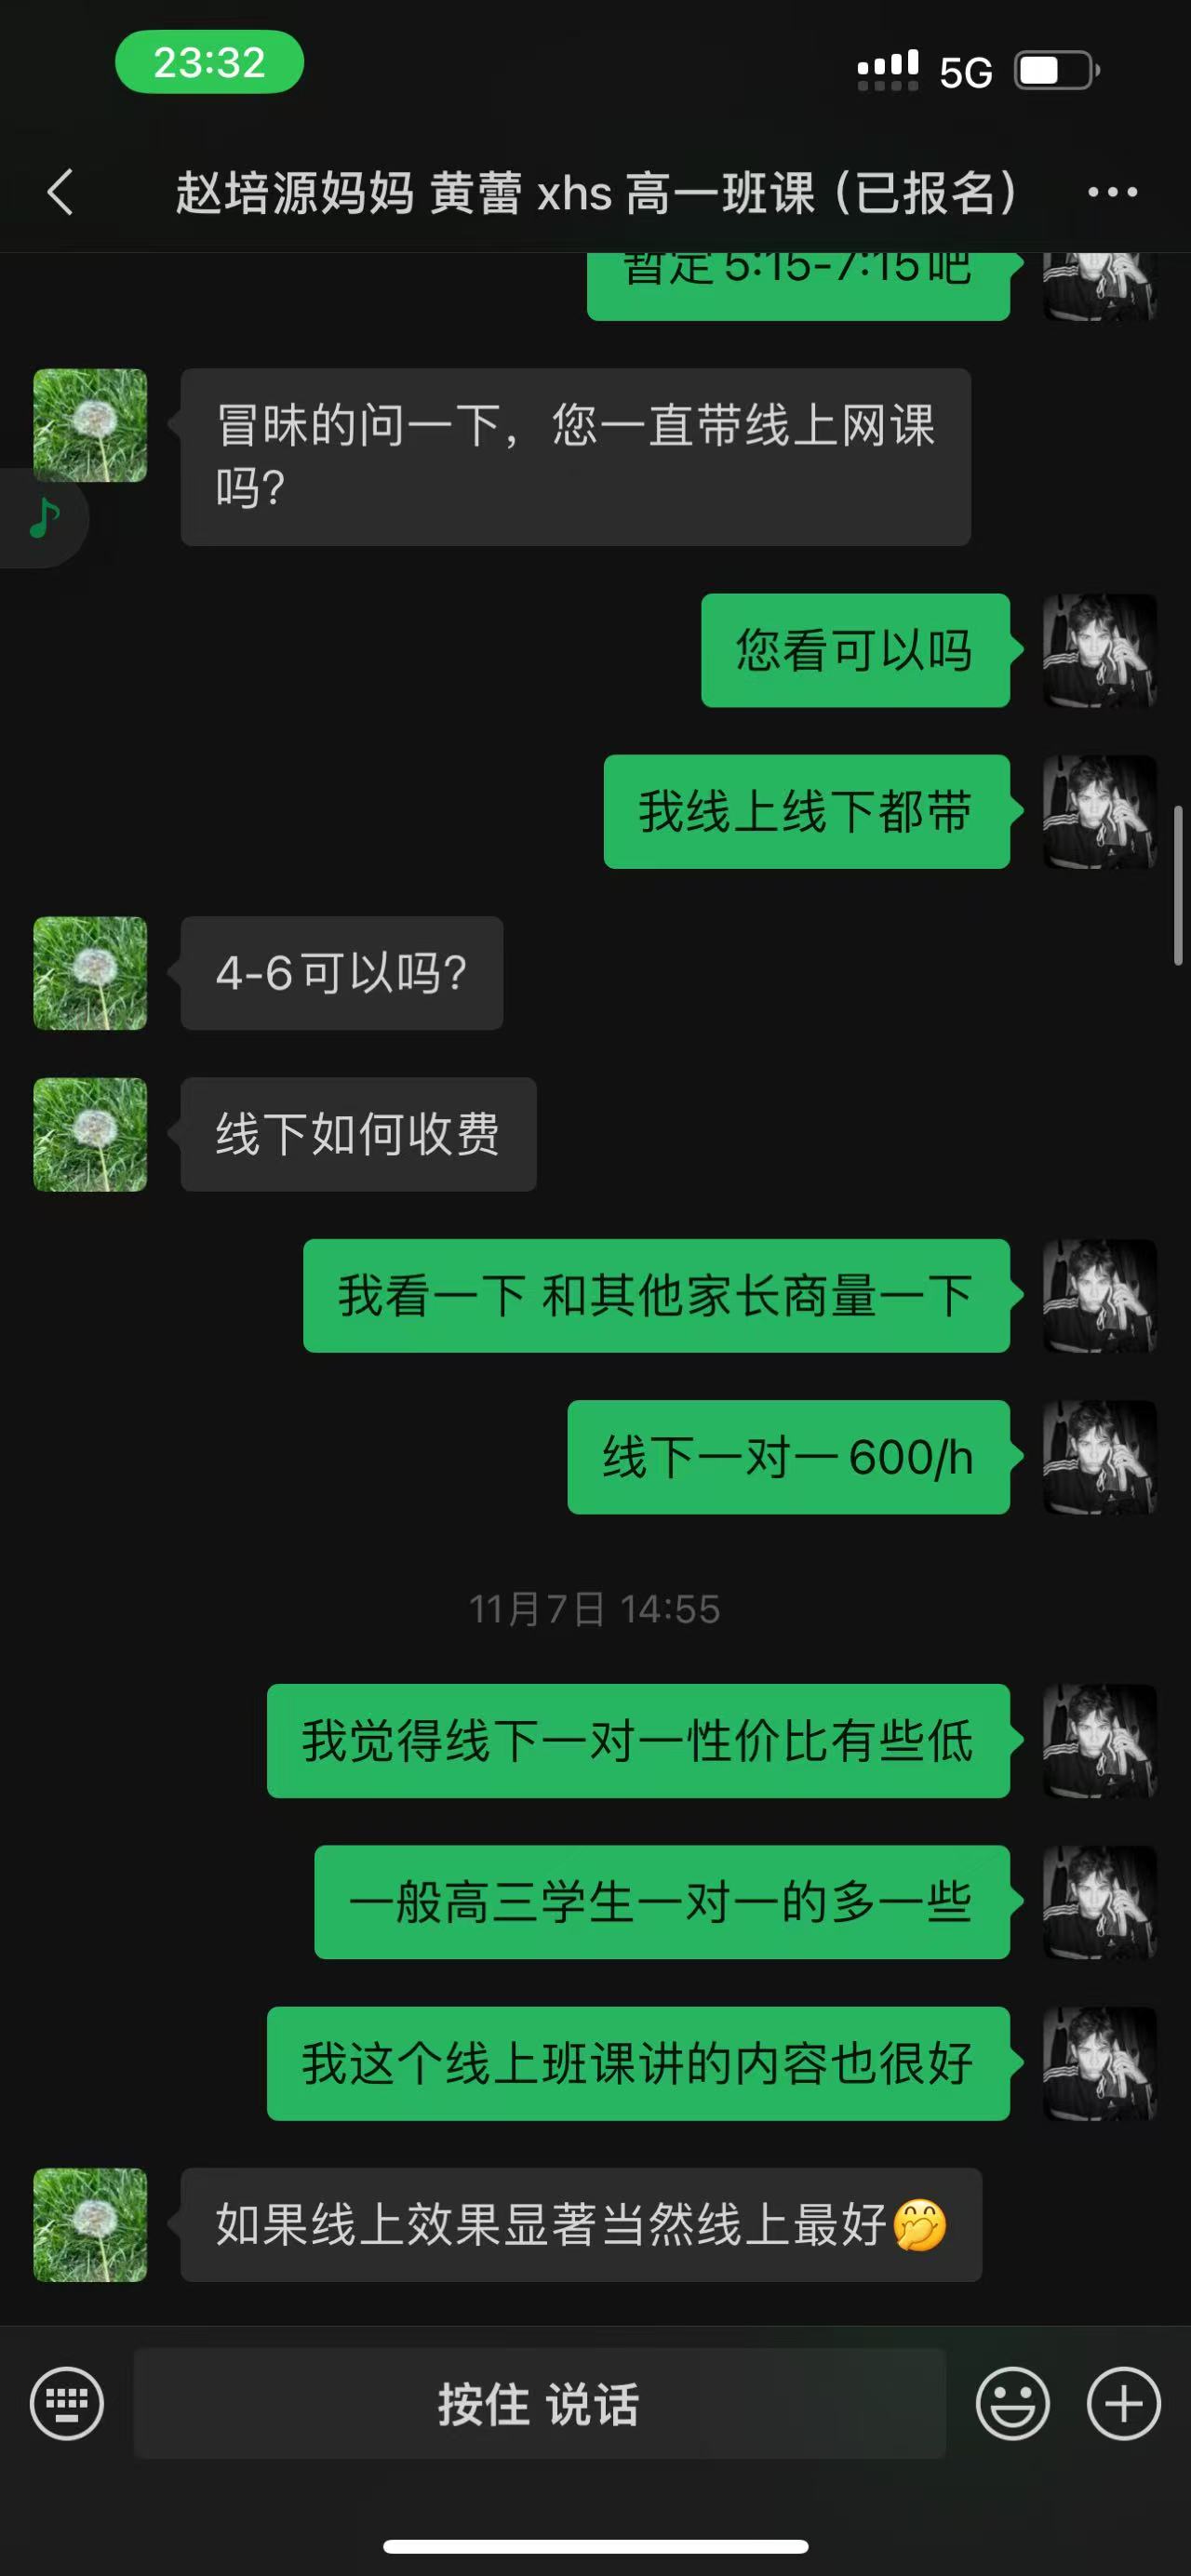 23:32
5G
赵培源妈妈 黄蕾 xhs 高一班课（已报名）
暂定5:15-7:15吧
冒昧的问一下，您一直带线上网课
吗？
您看可以吗
我线上线下都带
4-6可以吗？
线下如何收费
我看一下 和其他家长商量一下
线下一对一600/h
11月7日 14:55
我觉得线下一对一性价比有些低
一般高三学生一对一的多一些
我这个线上班课讲的内容也很好
如果线上效果显著当然线上最好🤭
按住 说话